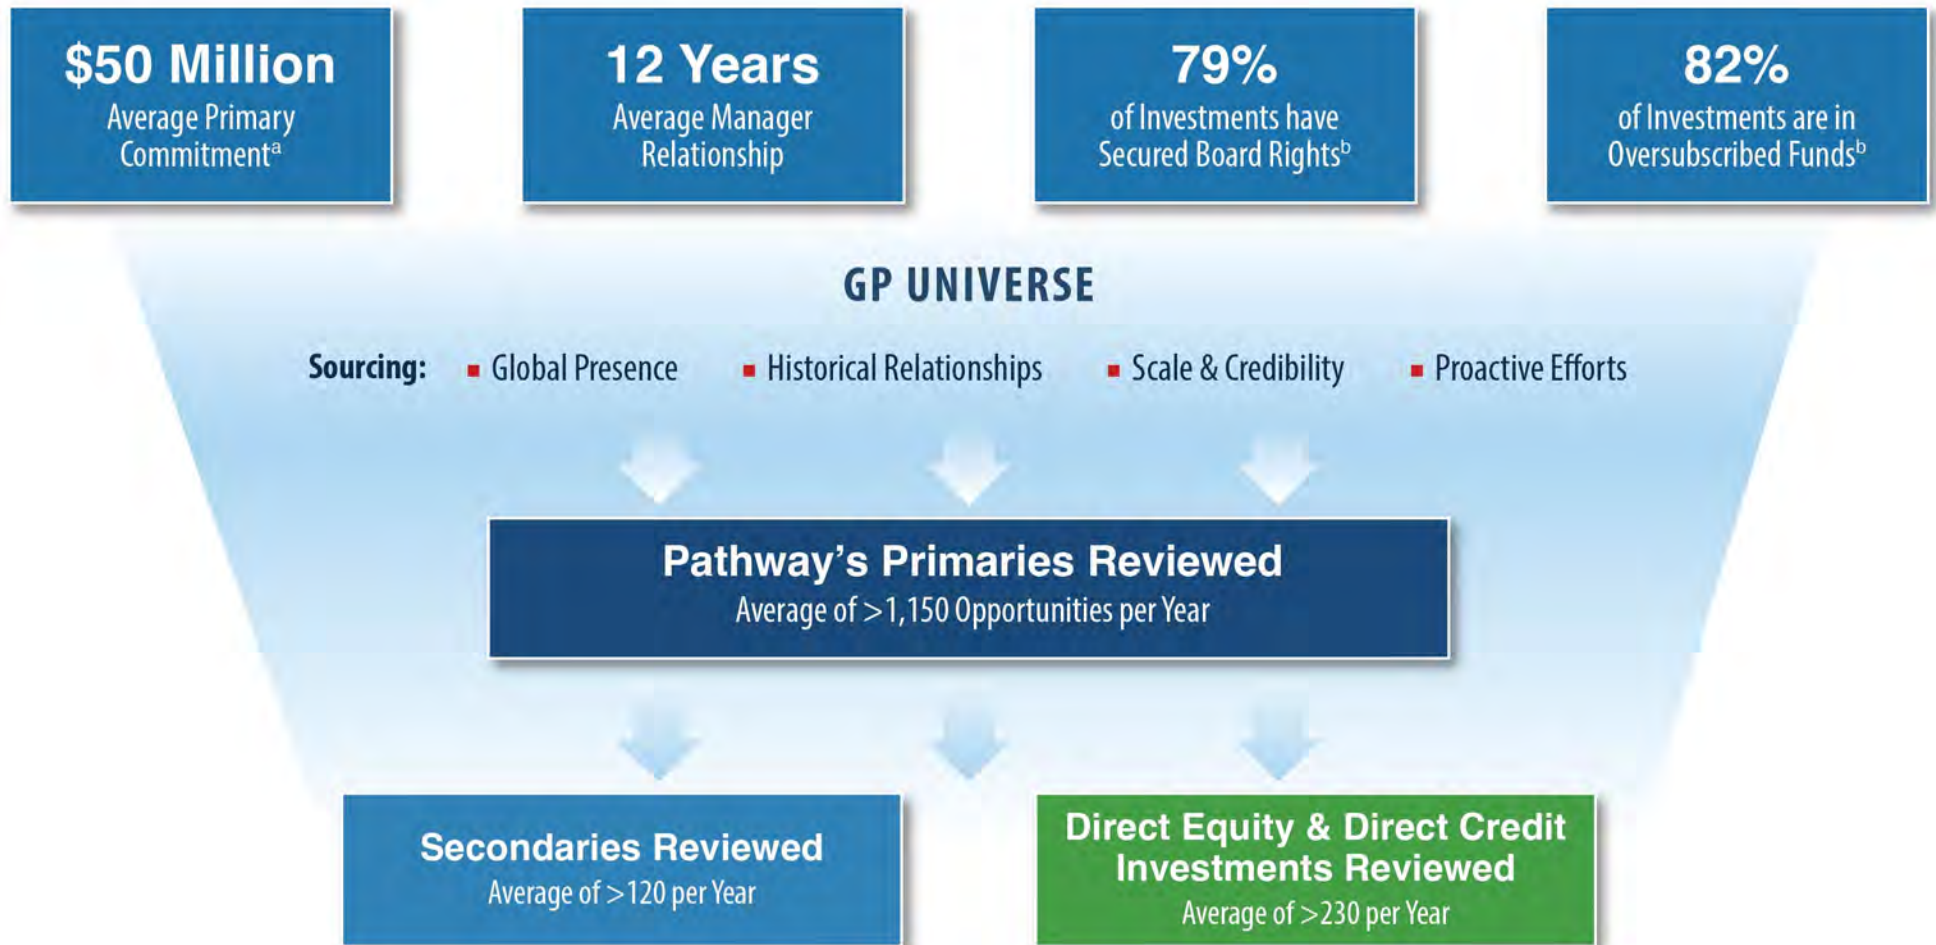 $50 Million
Average Primary
Commitmentᵃ
12 Years
Average Manager
Relationship
79%
of Investments have
Secured Board Rightsᵇ
82%
of Investments are in
Oversubscribed Fundsᵇ
GP UNIVERSE
Sourcing: ▪ Global Presence ▪ Historical Relationships ▪ Scale & Credibility ▪ Proactive Efforts
Pathway’s Primaries Reviewed
Average of >1,150 Opportunities per Year
Secondaries Reviewed
Average of >120 per Year
Direct Equity & Direct Credit
Investments Reviewed
Average of >230 per Year